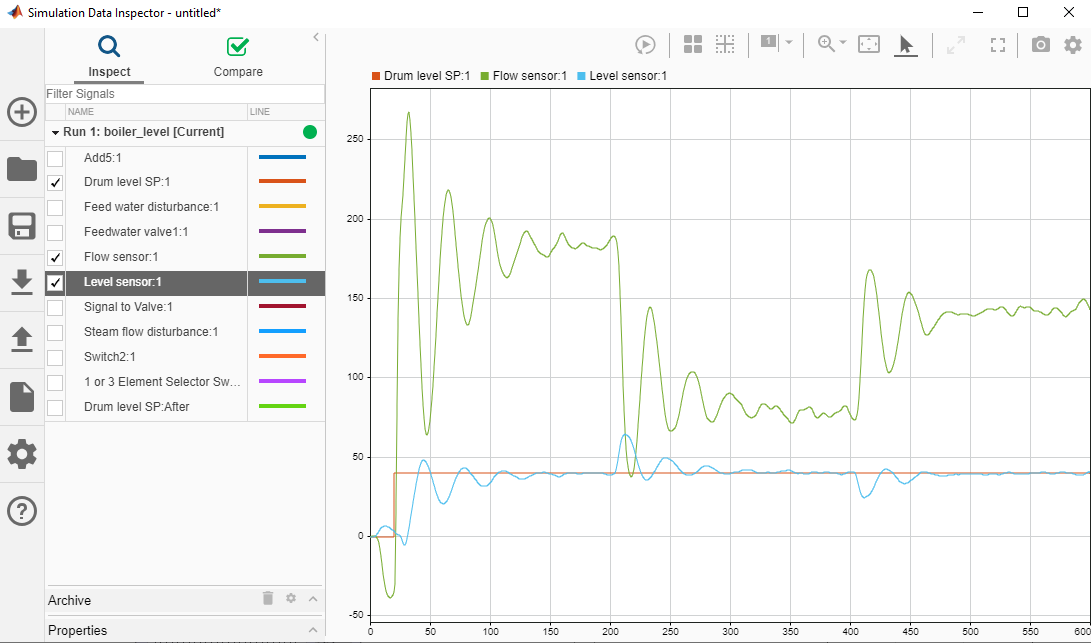 Simulation Data Inspector - untitled*
Inspect
Compare
Filter Signals
NAME LINE
Run 1: boiler_level [Current]
Add5:1
Drum level SP:1
Feed water disturbance:1
Feedwater valve1:1
Flow sensor:1
Level sensor:1
Signal to Valve:1
Steam flow disturbance:1
Switch2:1
1 or 3 Element Selector Sw...
Drum level SP:After
Archive
Properties
1
Drum level SP:1 Flow sensor:1 Level sensor:1
250
200
150
100
50
0
-50
0 50 100 150 200 250 300 350 400 450 500 550 600